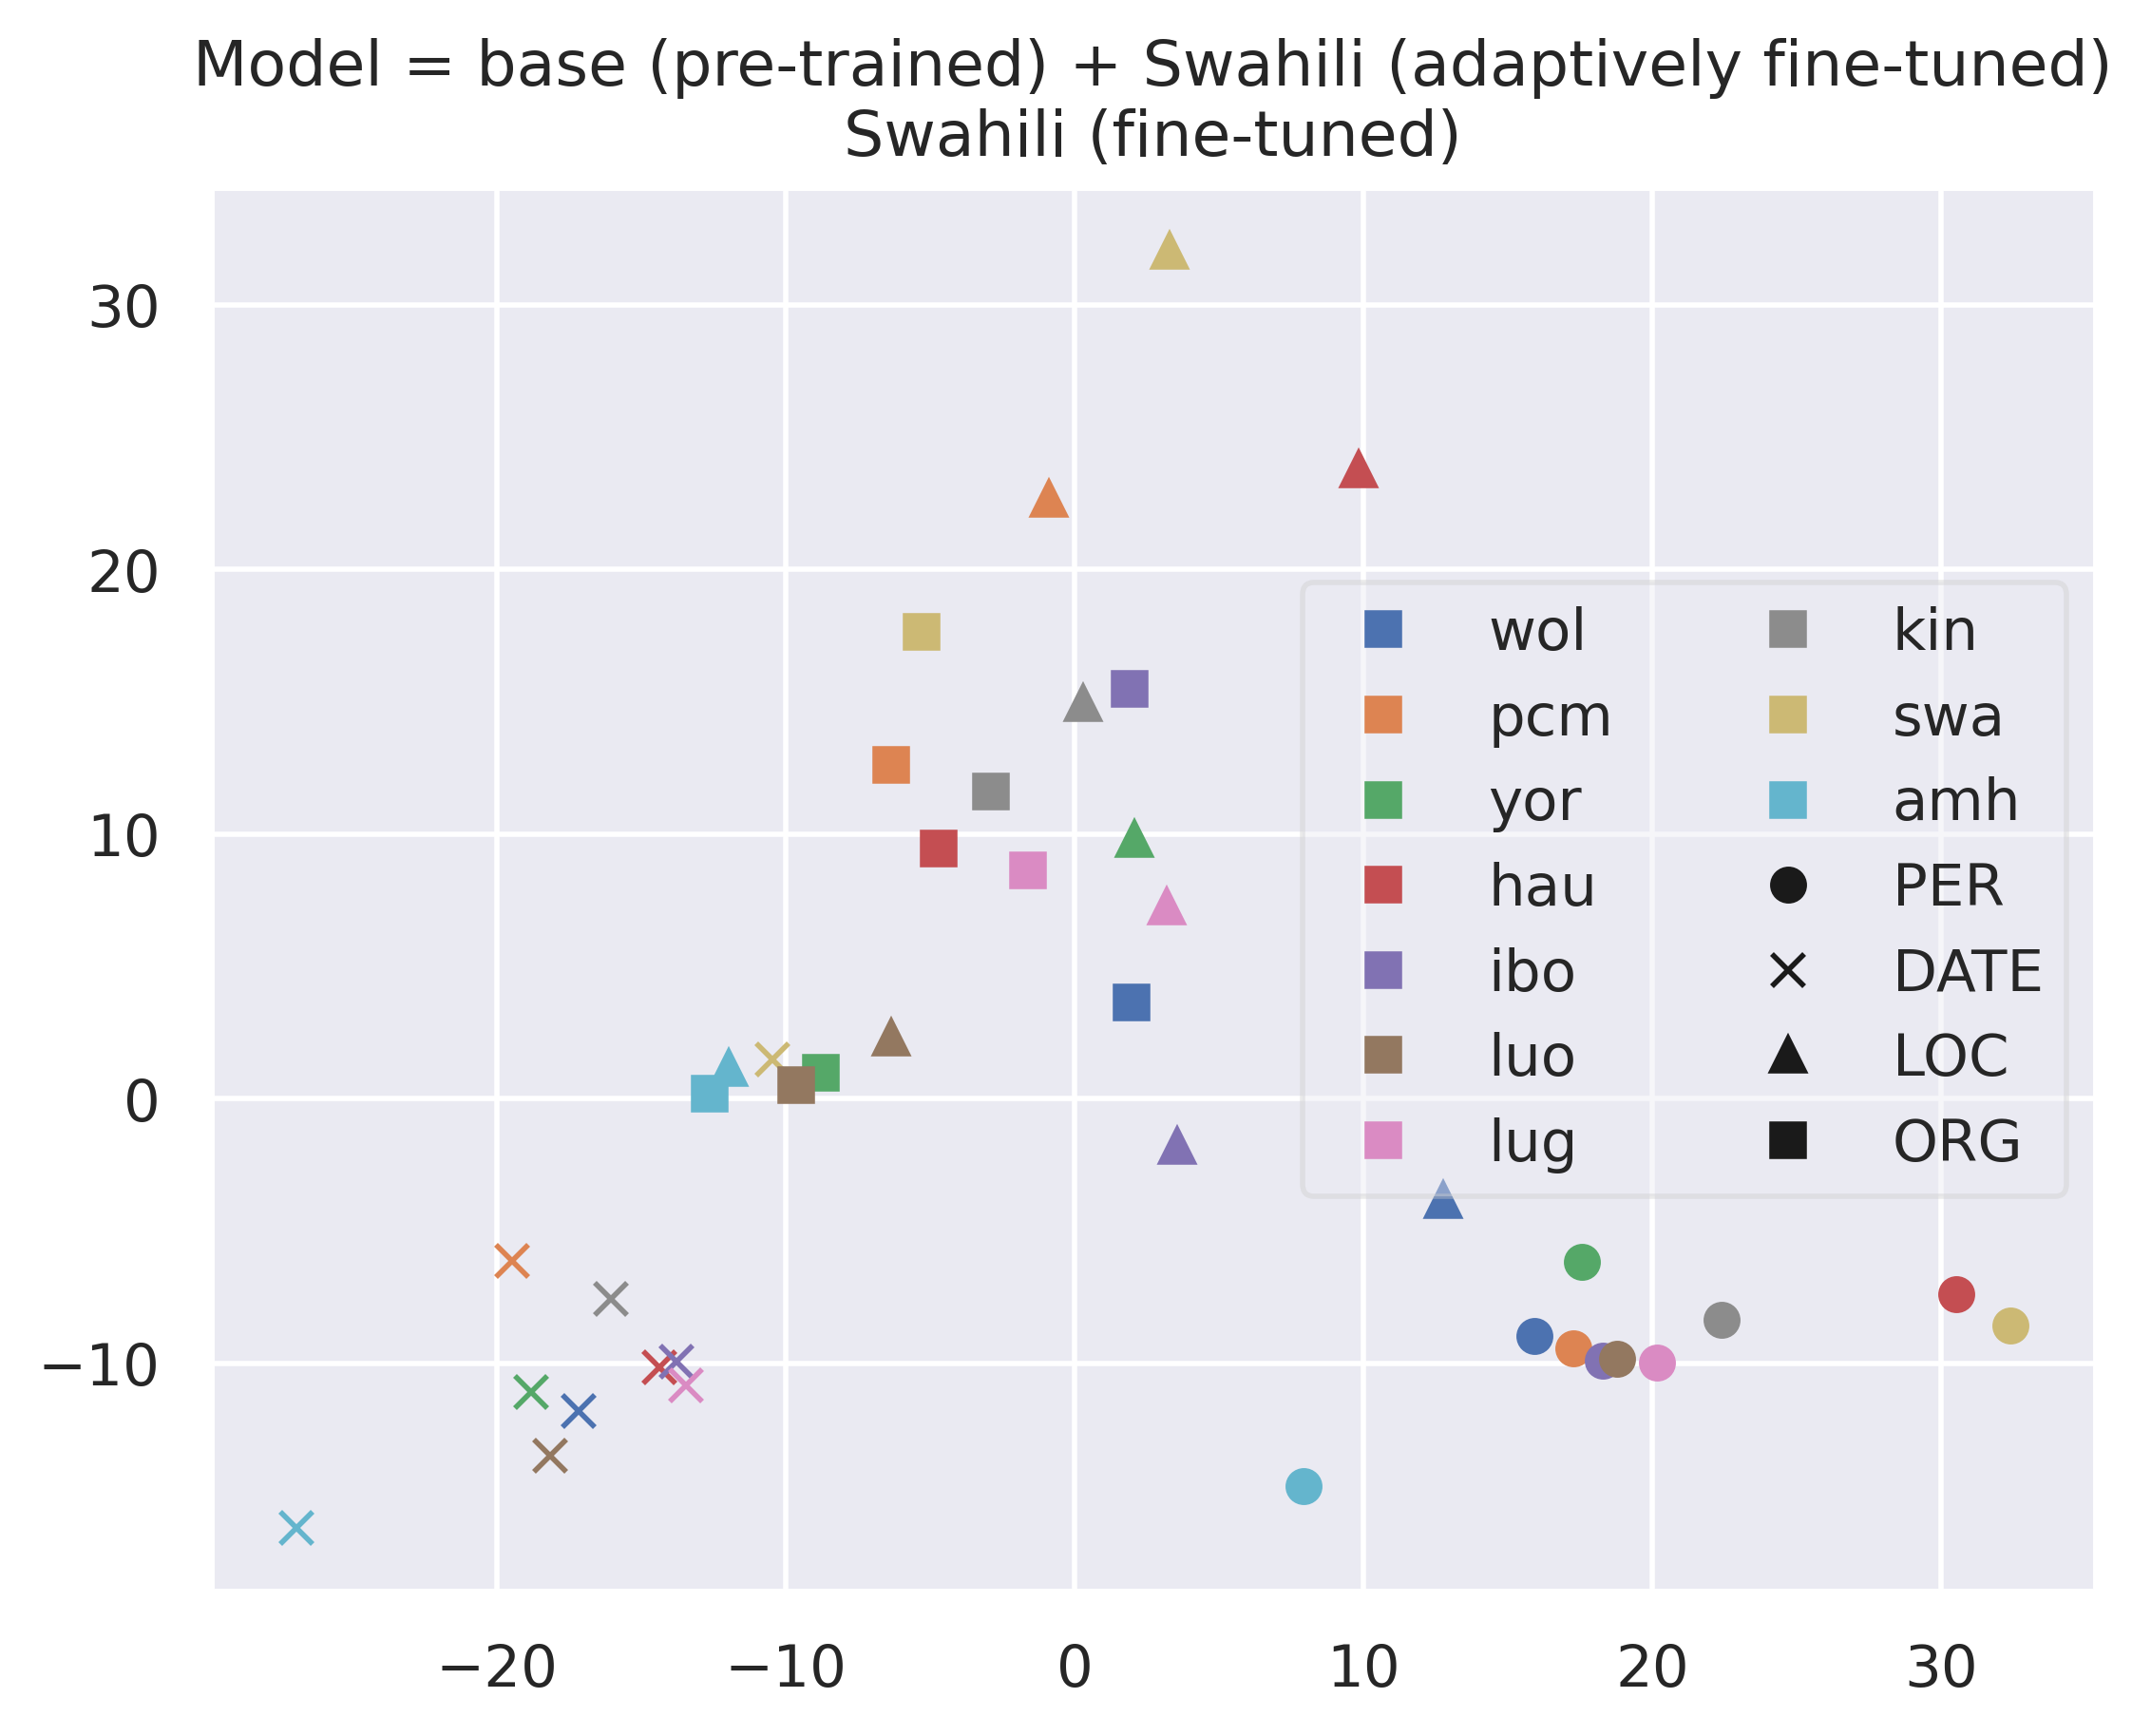 Model = base (pre-trained) + Swahili (adaptively fine-tuned)
Swahili (fine-tuned)
30
20
10
0
−10
−20
−10
0
10
20
30
wol
pcm
yor
hau
ibo
luo
lug
kin
swa
amh
PER
DATE
LOC
ORG